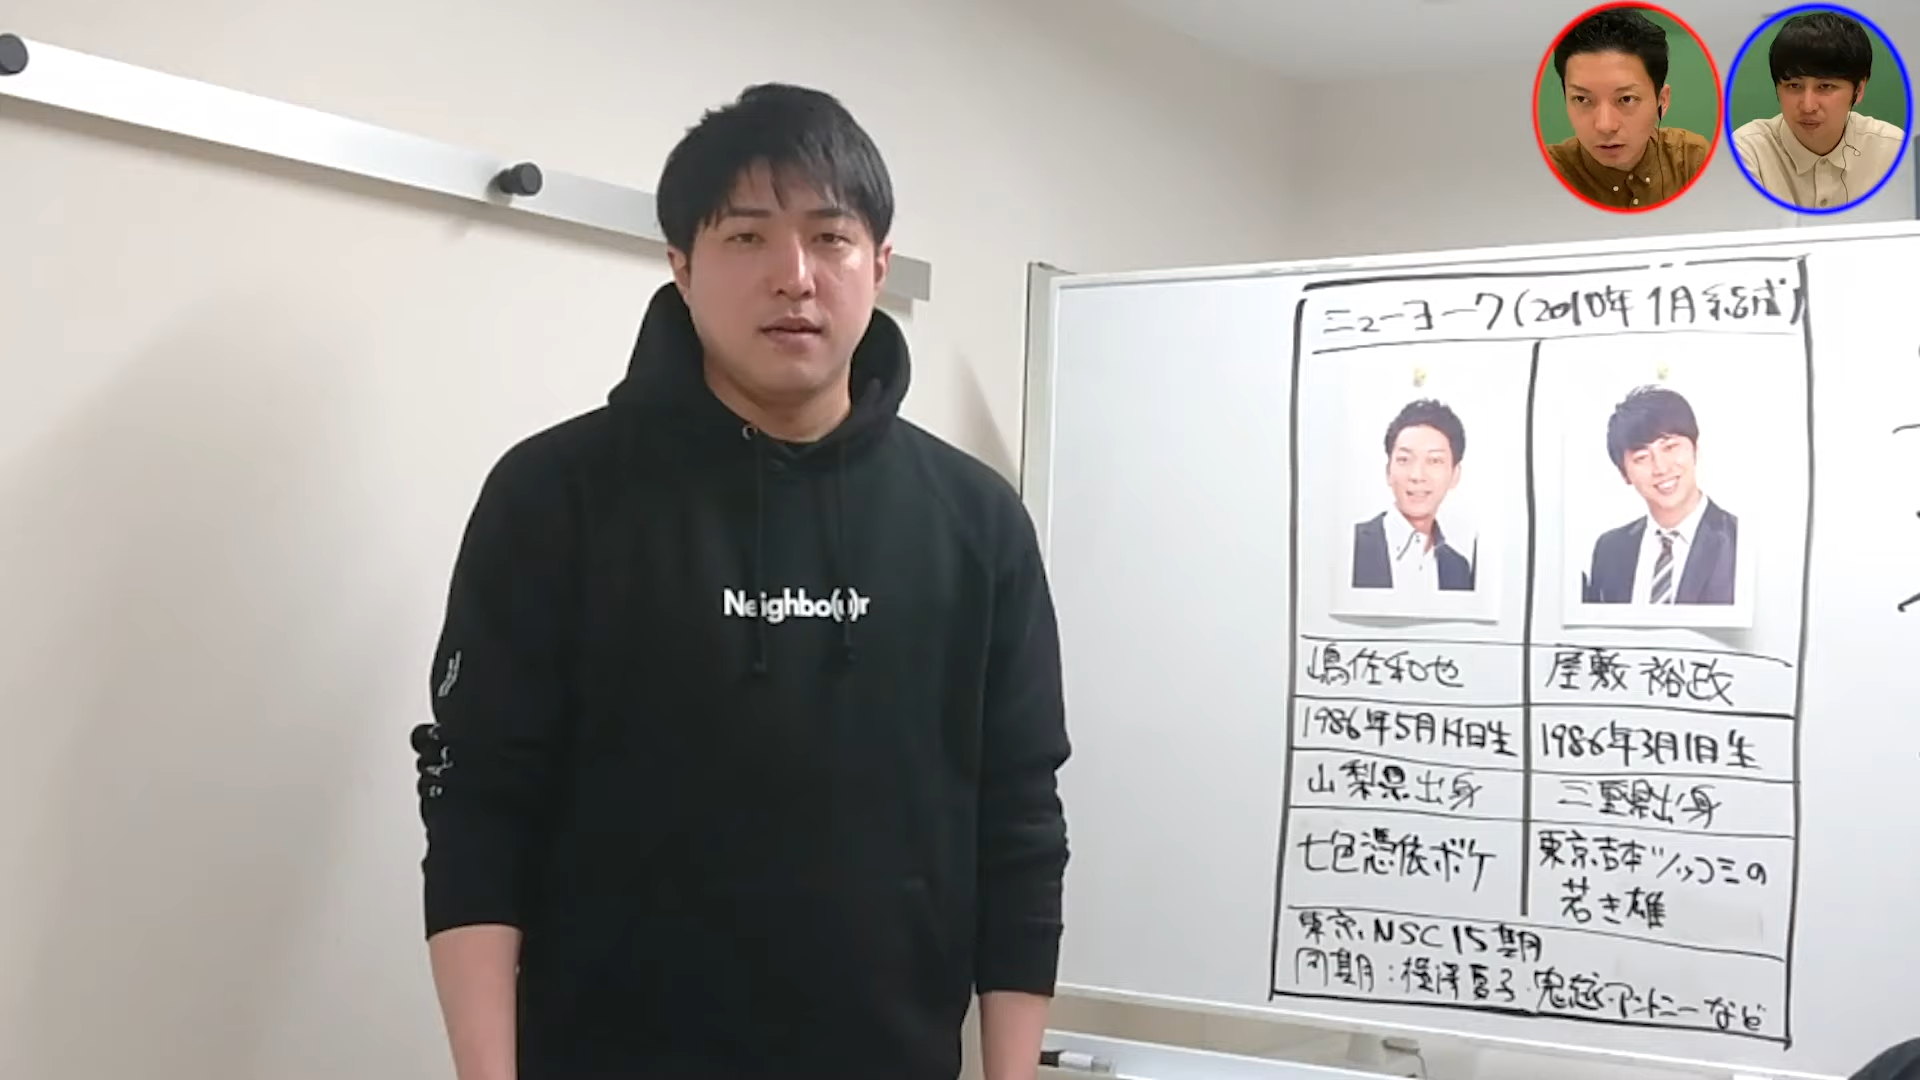 Neighbo(u)r
ニューヨーク(2010年1月結成)
嶋佐和也
屋敷裕政
1986年5月14日生
1986年3月1日生
山梨県出身
三重県出身
七色憑依ボケ
東京吉本ツッコミの
若き雄
東京NSC15期
同期:横澤夏子・鬼越・アントニーなど